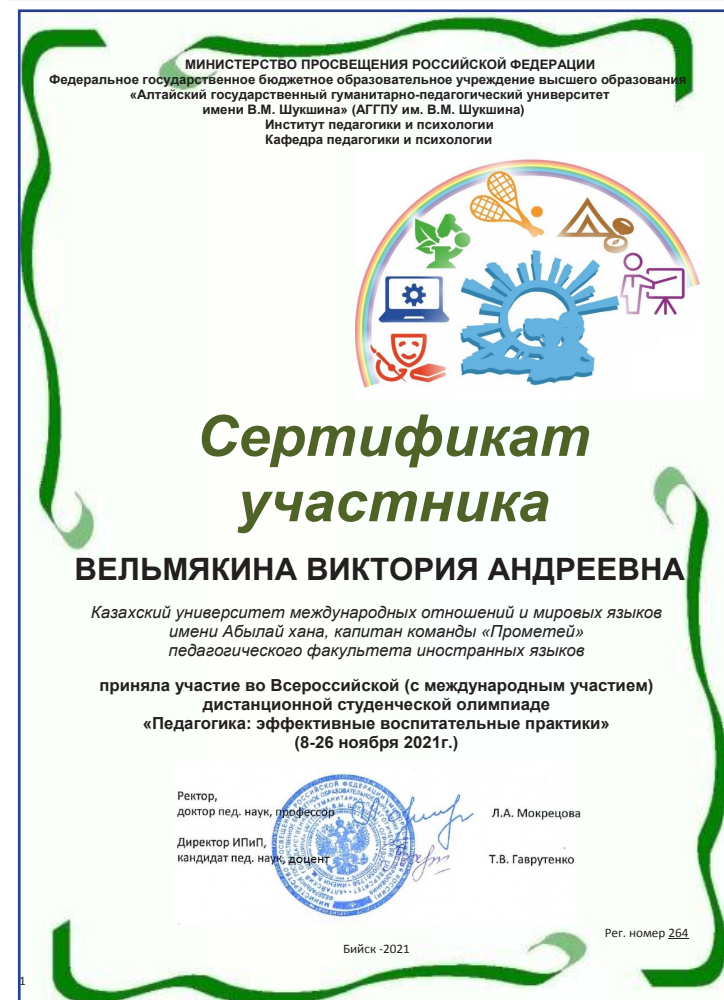 МИНИСТЕРСТВО ПРОСВЕЩЕНИЯ РОССИЙСКОЙ ФЕДЕРАЦИИ
Федеральное государственное бюджетное образовательное учреждение высшего образования
«Алтайский государственный гуманитарно-педагогический университет
имени В.М. Шукшина» (АГГПУ им. В.М. Шукшина)
Институт педагогики и психологии
Кафедра педагогики и психологии
Сертификат
участника
ВЕЛЬМЯКИНА ВИКТОРИЯ АНДРЕЕВНА
Казахский университет международных отношений и мировых языков
имени Абылай хана, капитан команды «Прометей»
педагогического факультета иностранных языков
приняла участие во Всероссийской (с международным участием)
дистанционной студенческой олимпиаде
«Педагогика: эффективные воспитательные практики»
(8-26 ноября 2021г.)
Ректор,
доктор пед. наук, профессор Л.А. Мокрецова
Директор ИПиП,
кандидат пед. наук, доцент Т.В. Гаврутенко
Рег. номер 264
Бийск -2021
1